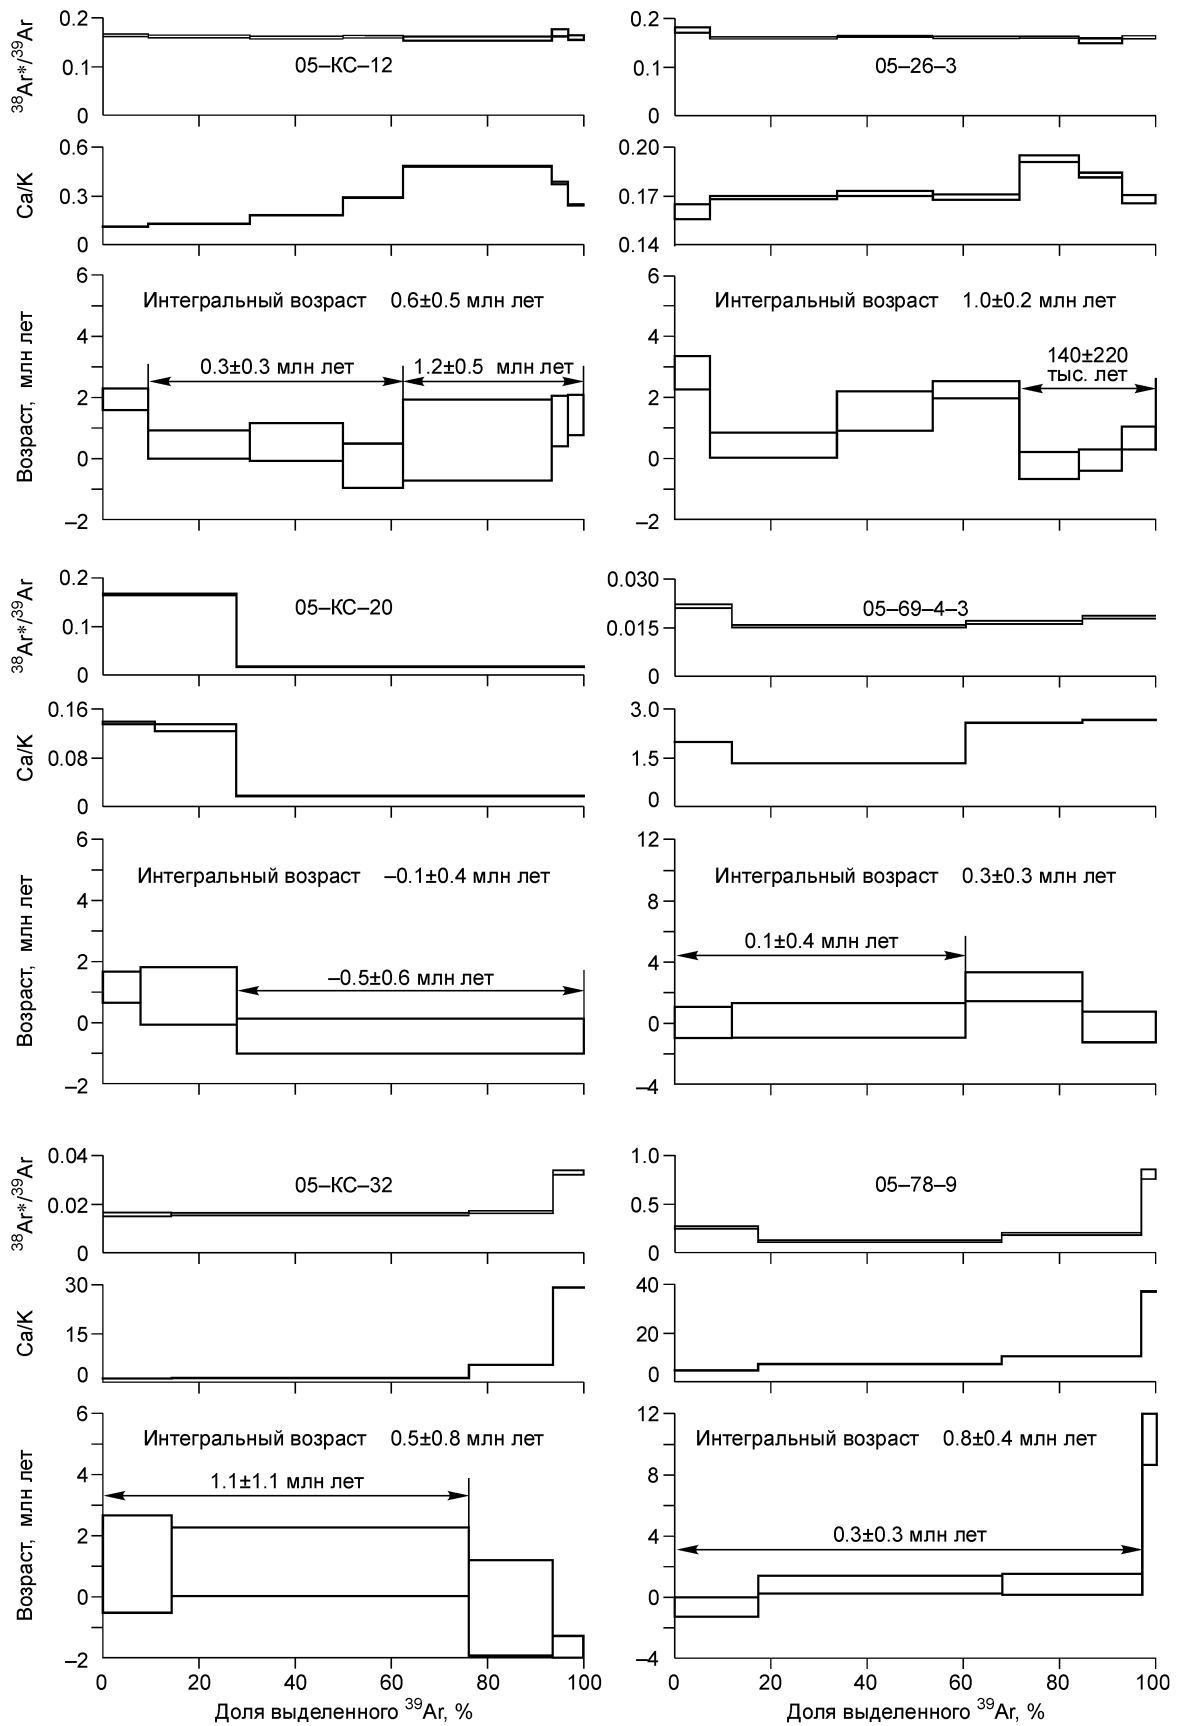 ³⁸Ar*/³⁹Ar
0.2
0.1
0
05–КС–12
0.2
0.1
0
05–26–3
Ca/K
0.6
0.3
0
0.20
0.17
0.14
Возраст, млн лет
6
4
2
0
–2
Интегральный возраст 0.6±0.5 млн лет
0.3±0.3 млн лет
1.2±0.5 млн лет
6
4
2
0
–2
Интегральный возраст 1.0±0.2 млн лет
140±220
тыс. лет
³⁸Ar*/³⁹Ar
0.2
0.1
0
05–КС–20
0.030
0.015
0
05–69–4–3
Ca/K
0.16
0.08
0
3.0
1.5
0
Возраст, млн лет
6
4
2
0
–2
Интегральный возраст –0.1±0.4 млн лет
–0.5±0.6 млн лет
12
8
4
0
–4
Интегральный возраст 0.3±0.3 млн лет
0.1±0.4 млн лет
³⁸Ar*/³⁹Ar
0.04
0.02
0
05–КС–32
1.0
0.5
0
05–78–9
Ca/K
30
15
0
40
20
0
Возраст, млн лет
6
4
2
0
–2
Интегральный возраст 0.5±0.8 млн лет
1.1±1.1 млн лет
12
8
4
0
–4
Интегральный возраст 0.8±0.4 млн лет
0.3±0.3 млн лет
0 20 40 60 80 100
0 20 40 60 80 100
Доля выделенного ³⁹Ar, %
Доля выделенного ³⁹Ar, %